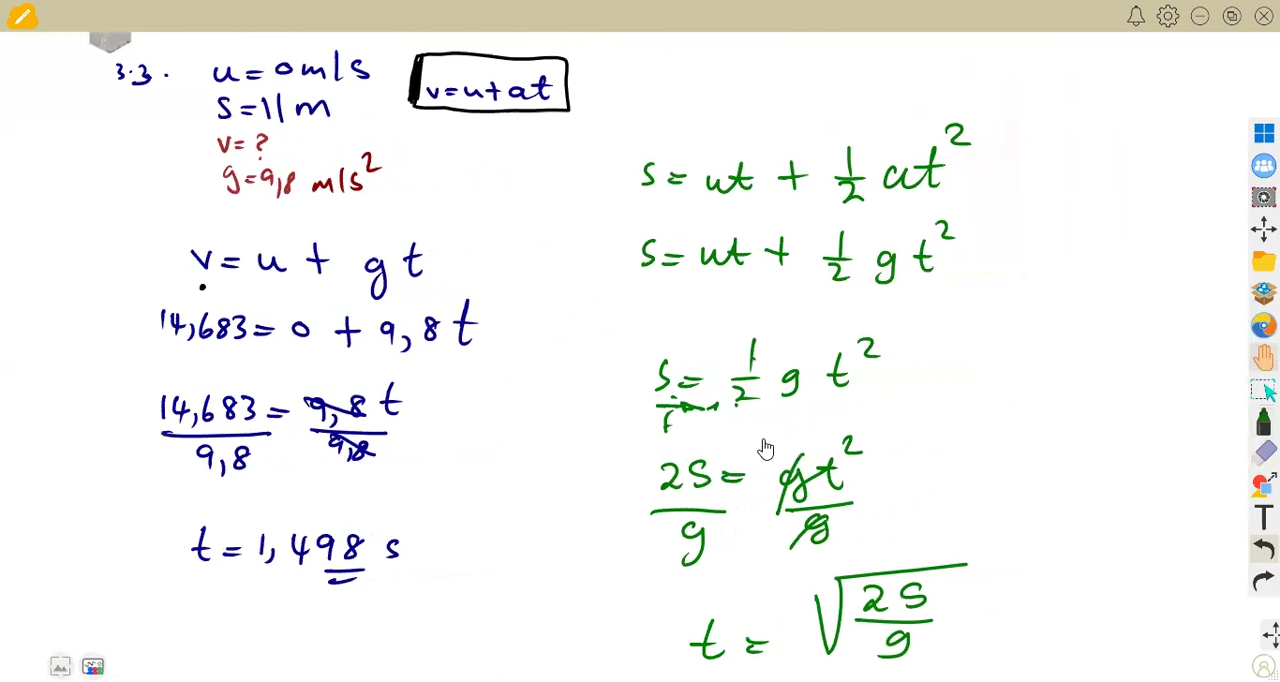 3.3. u = 0 m/s
v = u + at
s = 11 m
v = ?
g = 9,8 m/s²
v = u + gt
14,683 = 0 + 9,8 t
14,683 = 9,8 t
9,8 9,8
t = 1,498 s
s = ut + 1/2 at²
s = ut + 1/2 gt²
s = 1/2 g t²
2s = gt²
g g
t = √(2s/g)
T